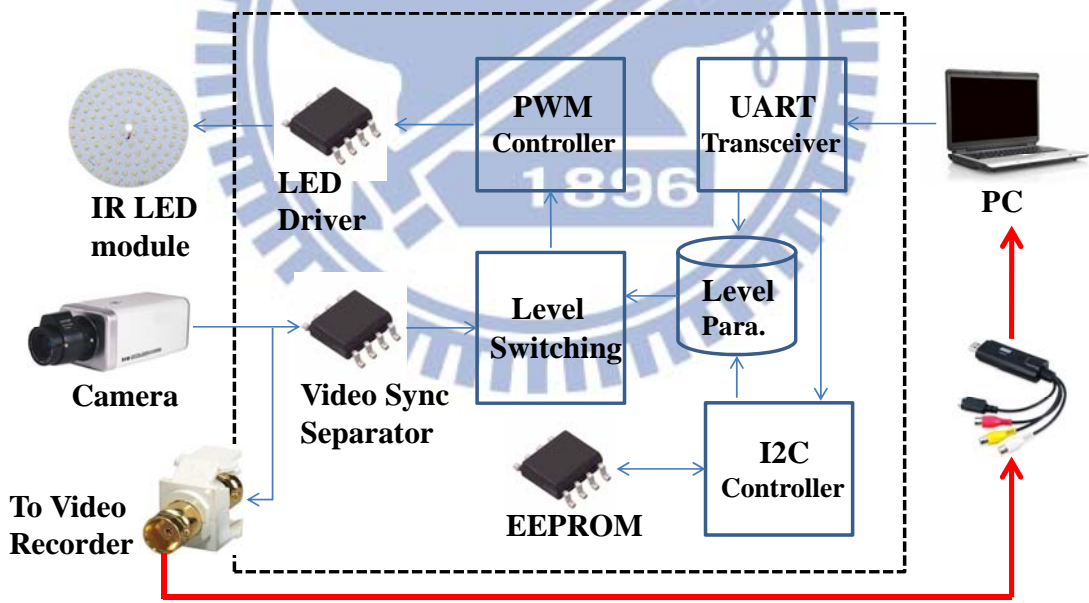 PWM
Controller
UART
Transceiver
LED
Driver
IR LED
module
PC
1896
Level
Switching
Level
Para.
Camera
Video Sync
Separator
I2C
Controller
EEPROM
To Video
Recorder